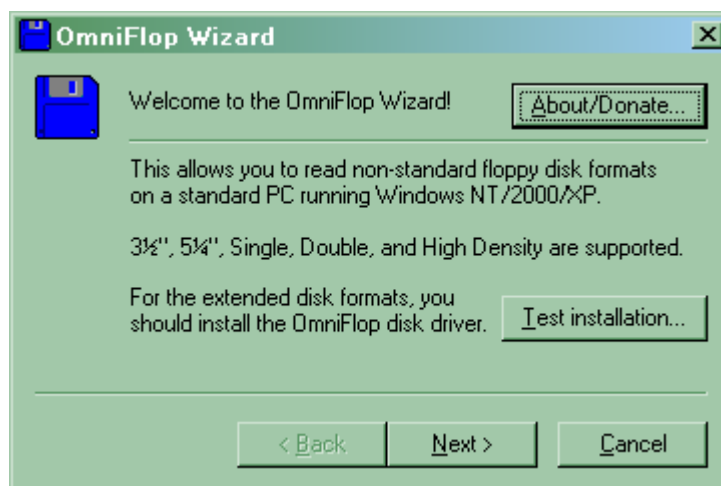 OmniFlop Wizard
Welcome to the OmniFlop Wizard!
About/Donate...
This allows you to read non-standard floppy disk formats
on a standard PC running Windows NT/2000/XP.
3½", 5¼", Single, Double, and High Density are supported.
For the extended disk formats, you
should install the OmniFlop disk driver.
Test installation...
< Back
Next >
Cancel